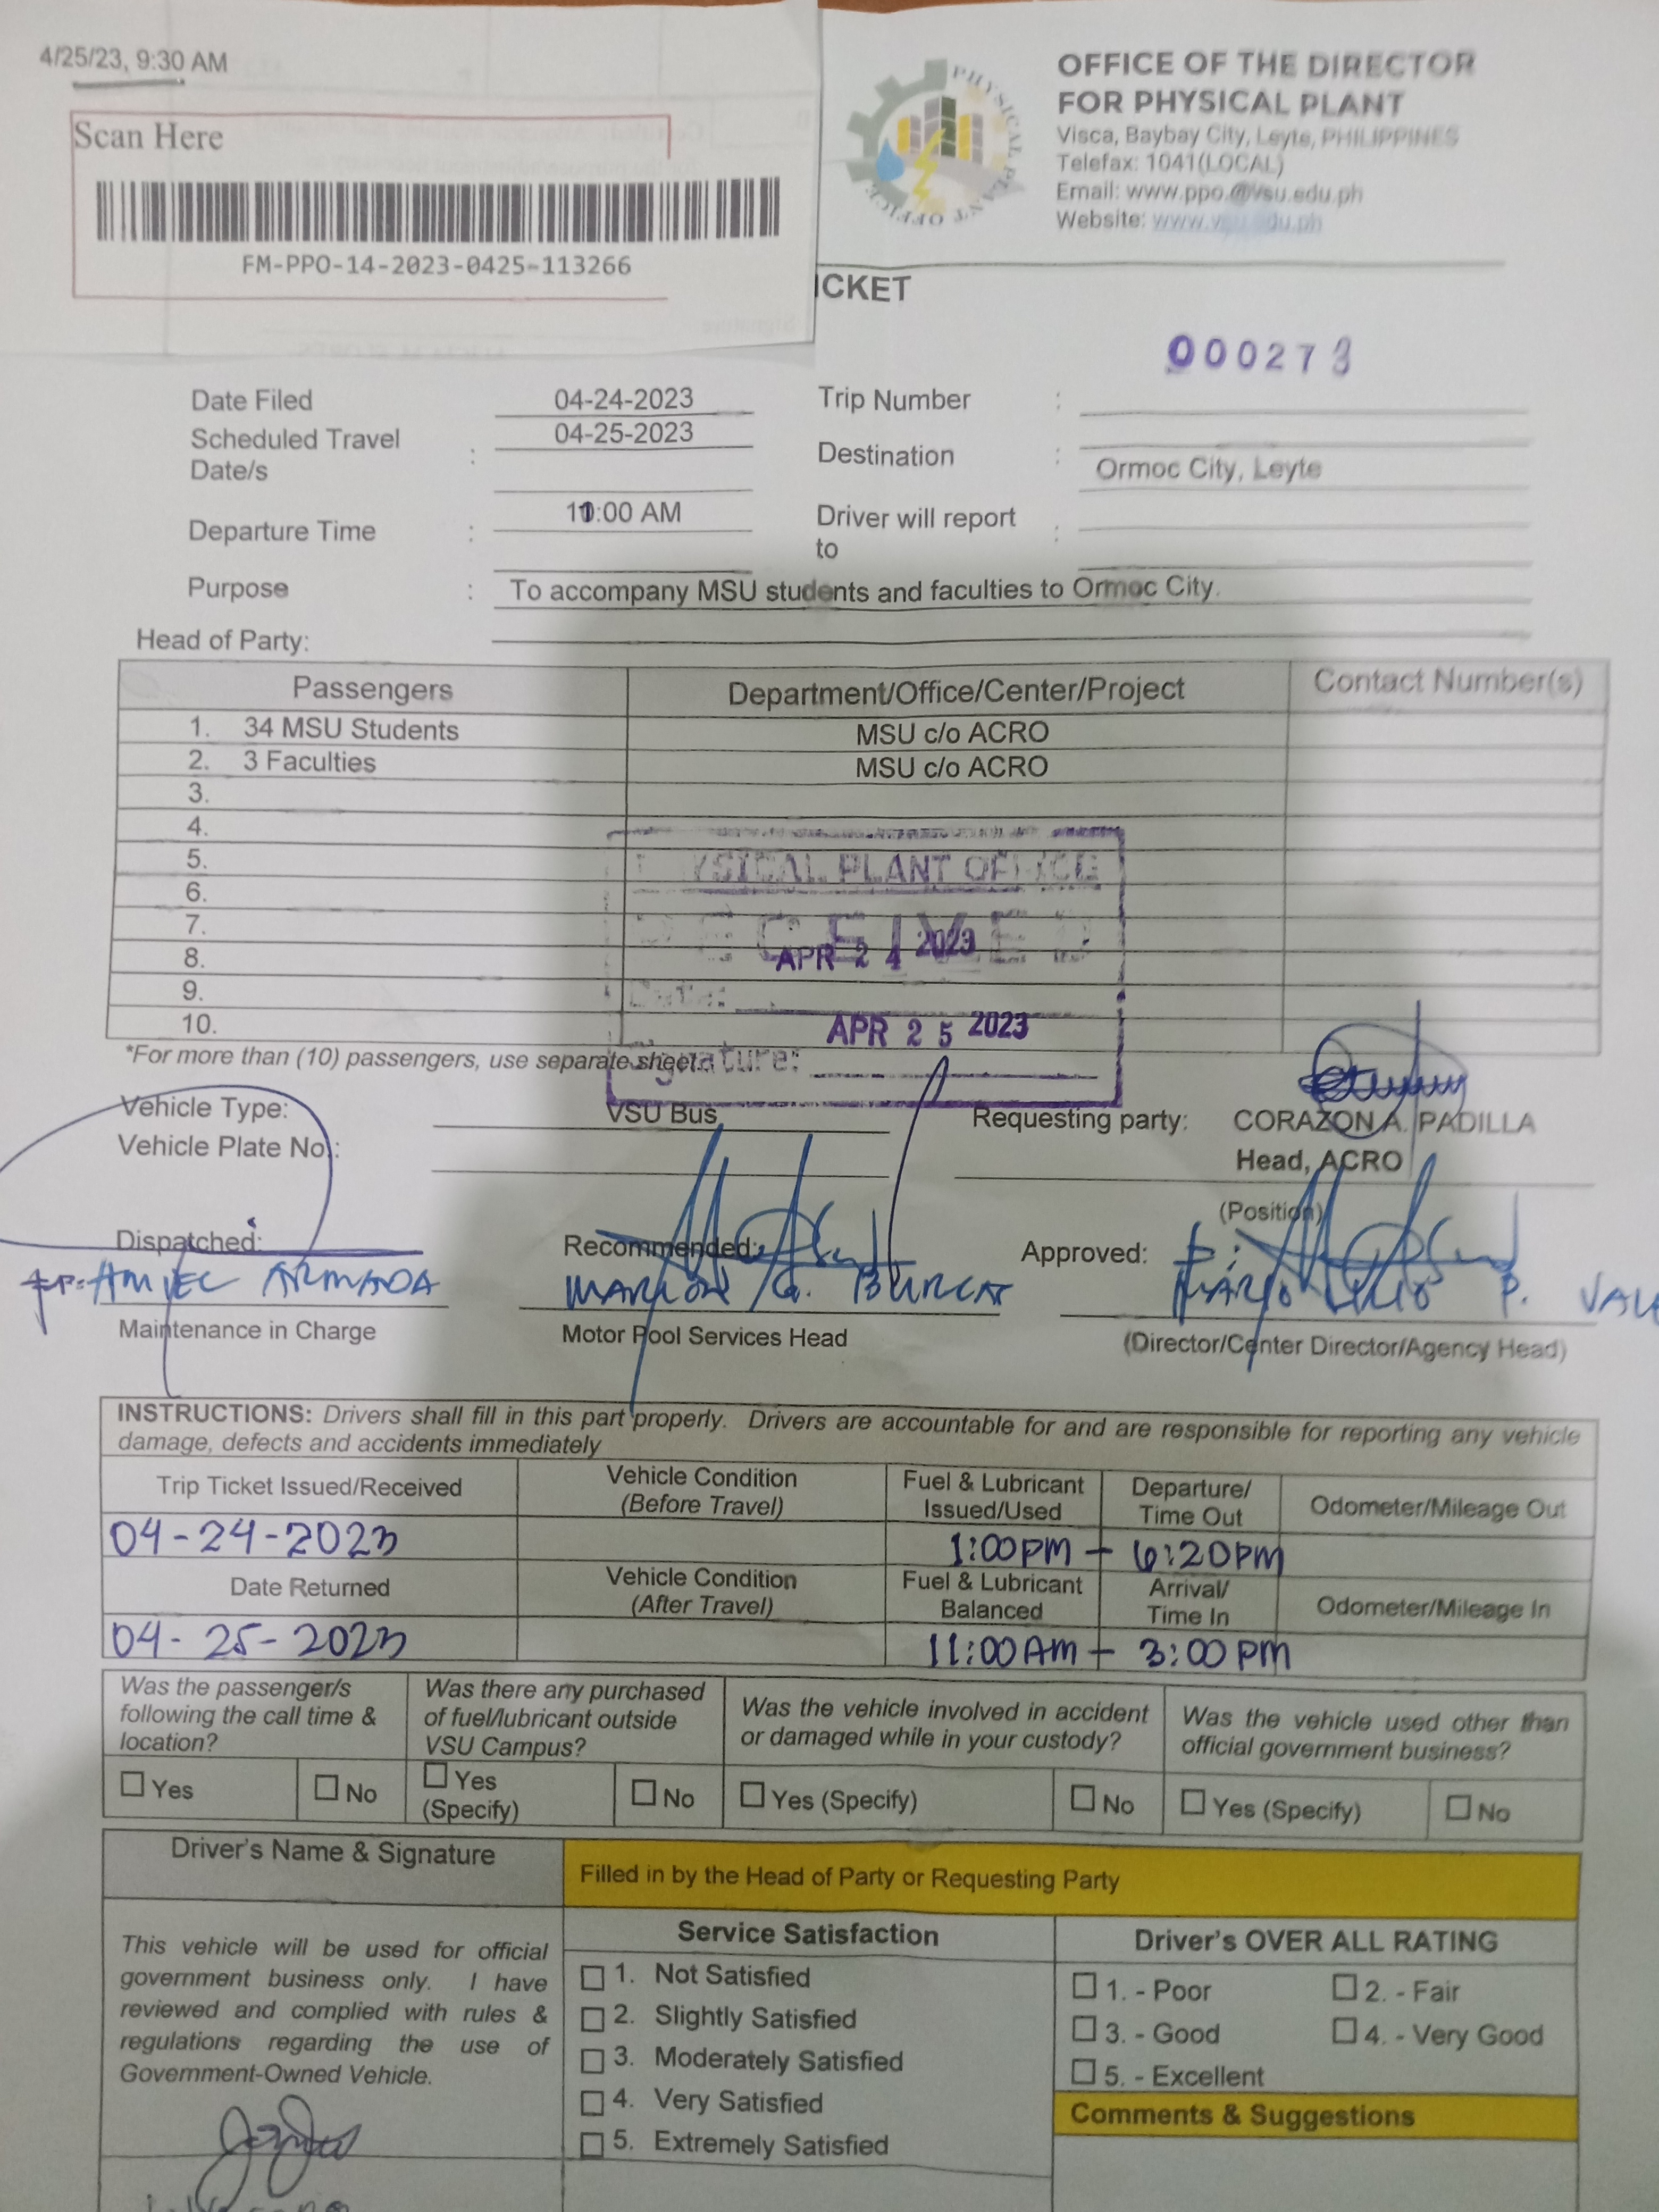 4/25/23, 9:30 AM
Scan Here
FM-PPO-14-2023-0425-113266
PHYSICAL PLANT OFFICE
OFFICE OF THE DIRECTOR
FOR PHYSICAL PLANT
Visca, Baybay City, Leyte, PHILIPPINES
Telefax: 1041(LOCAL)
Email: www.ppo.@vsu.edu.ph
Website: www.vsu.edu.ph
ICKET
000273
Date Filed 04-24-2023 Trip Number :
Scheduled Travel Date/s : 04-25-2023 Destination : Ormoc City, Leyte
Departure Time : 11:00 AM Driver will report to :
Purpose : To accompany MSU students and faculties to Ormoc City.
Head of Party:
Passengers Department/Office/Center/Project Contact Number(s)
1. 34 MSU Students MSU c/o ACRO
2. 3 Faculties MSU c/o ACRO
3.
4.
5.
6.
7.
8.
9.
10.
YSICAL PLANT OFFICE
RECEIVED
APR 24 2023
Date:
APR 25 2023
Signature:
*For more than (10) passengers, use separate sheet.
Vehicle Type: VSU Bus Requesting party: CORAZON A. PADILLA
Vehicle Plate No.: Head, ACRO
(Position)
Dispatched: Recommended: Approved:
ARMADA MARLON G. P.
Maintenance in Charge Motor Pool Services Head (Director/Center Director/Agency Head)
INSTRUCTIONS: Drivers shall fill in this part properly. Drivers are accountable for and are responsible for reporting any vehicle
damage, defects and accidents immediately
Trip Ticket Issued/Received Vehicle Condition (Before Travel) Fuel & Lubricant Issued/Used Departure/ Time Out Odometer/Mileage Out
04-24-2023 1:00PM - 6:20PM
Date Returned Vehicle Condition (After Travel) Fuel & Lubricant Balanced Arrival/ Time In Odometer/Mileage In
04-25-2023 11:00AM - 3:00PM
Was the passenger/s following the call time & location? Was there any purchased of fuel/lubricant outside VSU Campus? Was the vehicle involved in accident or damaged while in your custody? Was the vehicle used other than official government business?
Yes No Yes (Specify) No Yes (Specify) No Yes (Specify) No
Driver's Name & Signature
Filled in by the Head of Party or Requesting Party
This vehicle will be used for official
government business only. I have
reviewed and complied with rules &
regulations regarding the use of
Government-Owned Vehicle.
Service Satisfaction
1. Not Satisfied
2. Slightly Satisfied
3. Moderately Satisfied
4. Very Satisfied
5. Extremely Satisfied
Driver's OVER ALL RATING
1. - Poor 2. - Fair
3. - Good 4. - Very Good
5. - Excellent
Comments & Suggestions